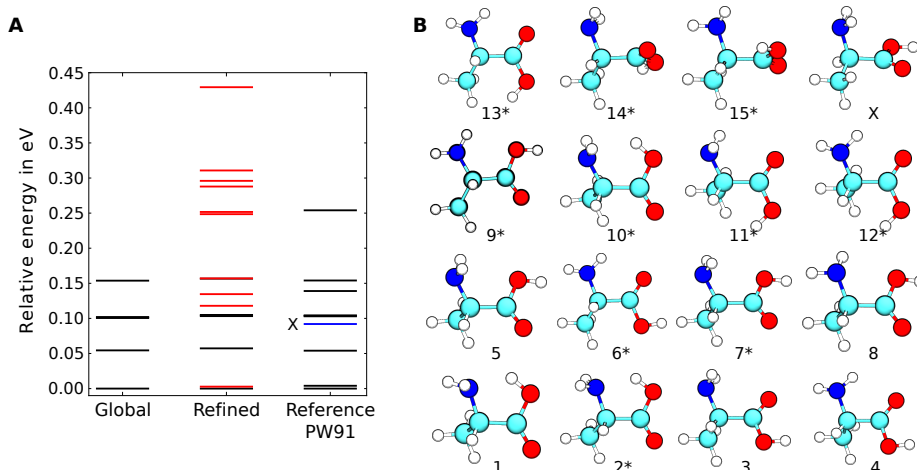 A
Relative energy in eV
0.45
0.40
0.35
0.30
0.25
0.20
0.15
0.10
0.05
0.00
X
Global
Refined
Reference
PW91
B
13*
14*
15*
X
9*
10*
11*
12*
5
6*
7*
8
1
2*
3
4